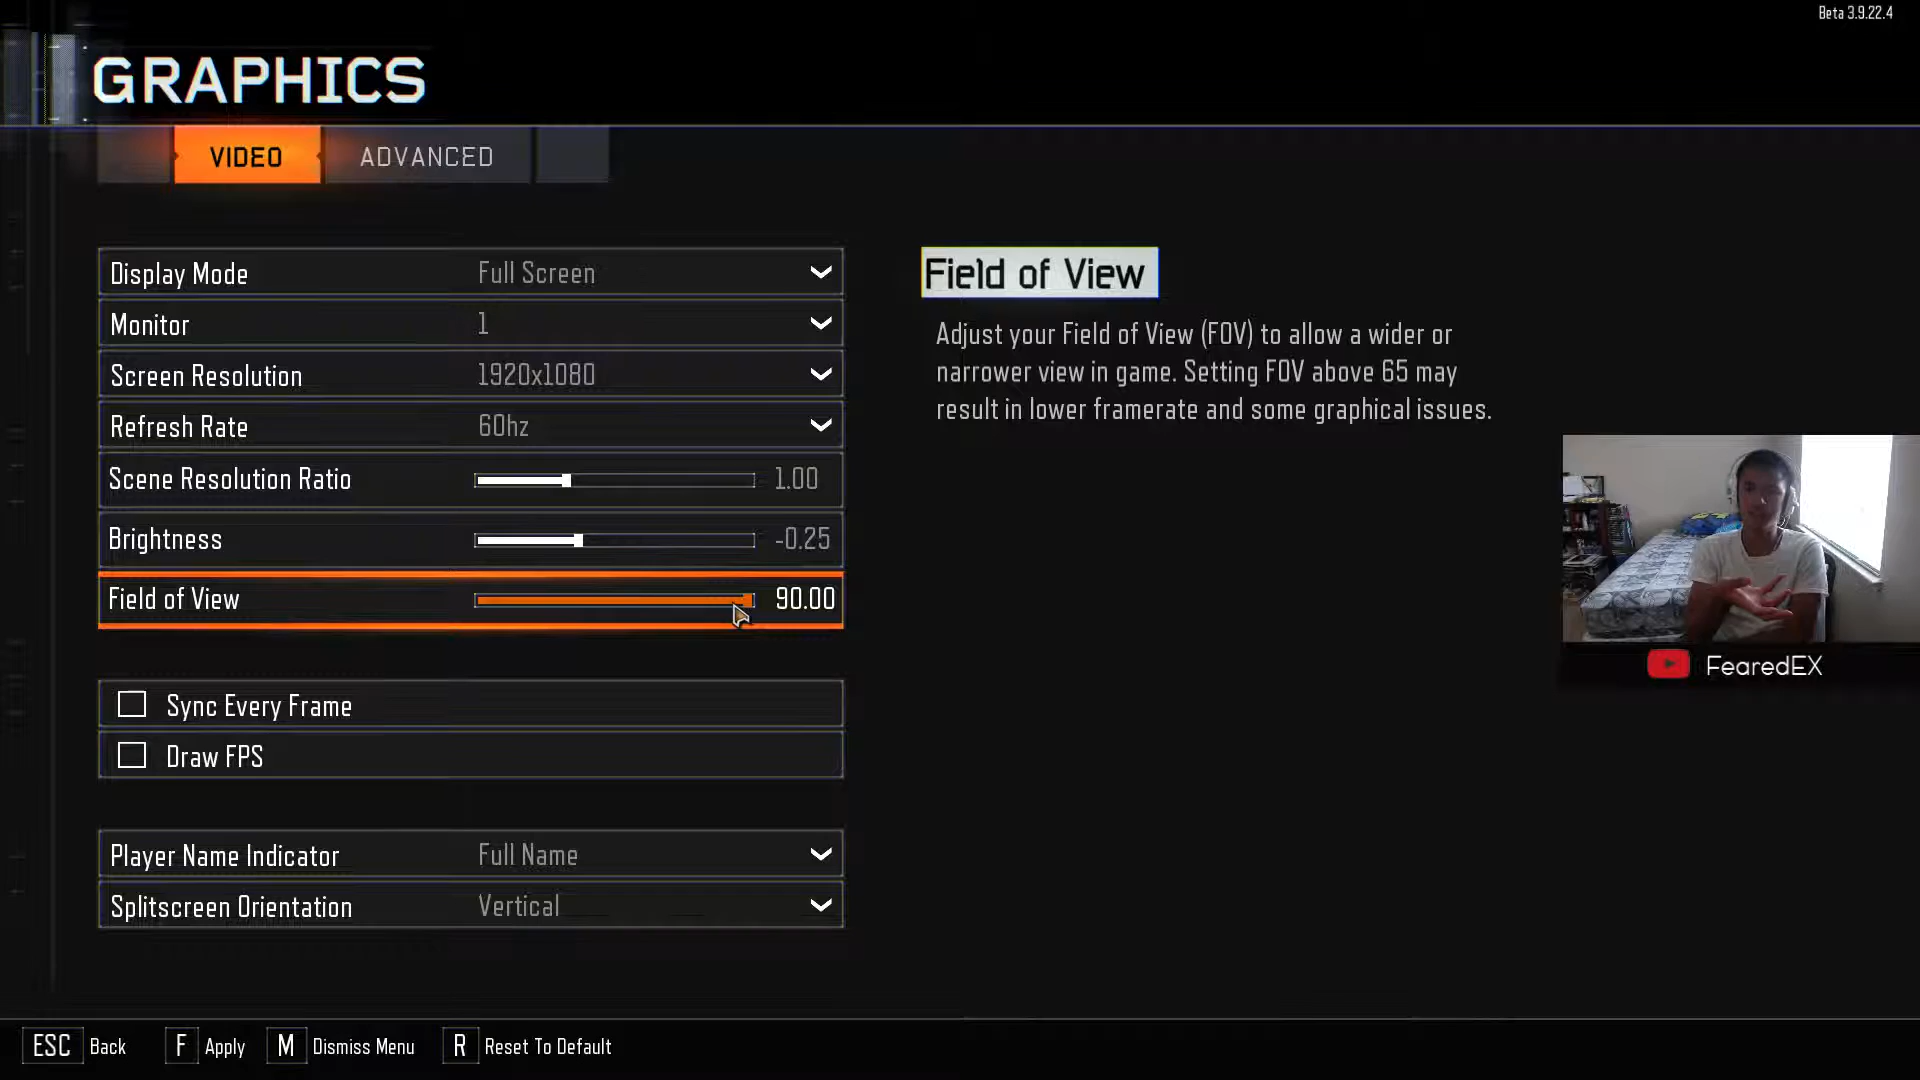 Beta 3.9.22.4
GRAPHICS
VIDEO ADVANCED
Display Mode Full Screen
Monitor 1
Screen Resolution 1920x1080
Refresh Rate 60hz
Scene Resolution Ratio 1.00
Brightness -0.25
Field of View 90.00
Sync Every Frame
Draw FPS
Player Name Indicator Full Name
Splitscreen Orientation Vertical
Field of View
Adjust your Field of View (FOV) to allow a wider or
narrower view in game. Setting FOV above 65 may
result in lower framerate and some graphical issues.
FearedEX
ESC Back F Apply M Dismiss Menu R Reset To Default